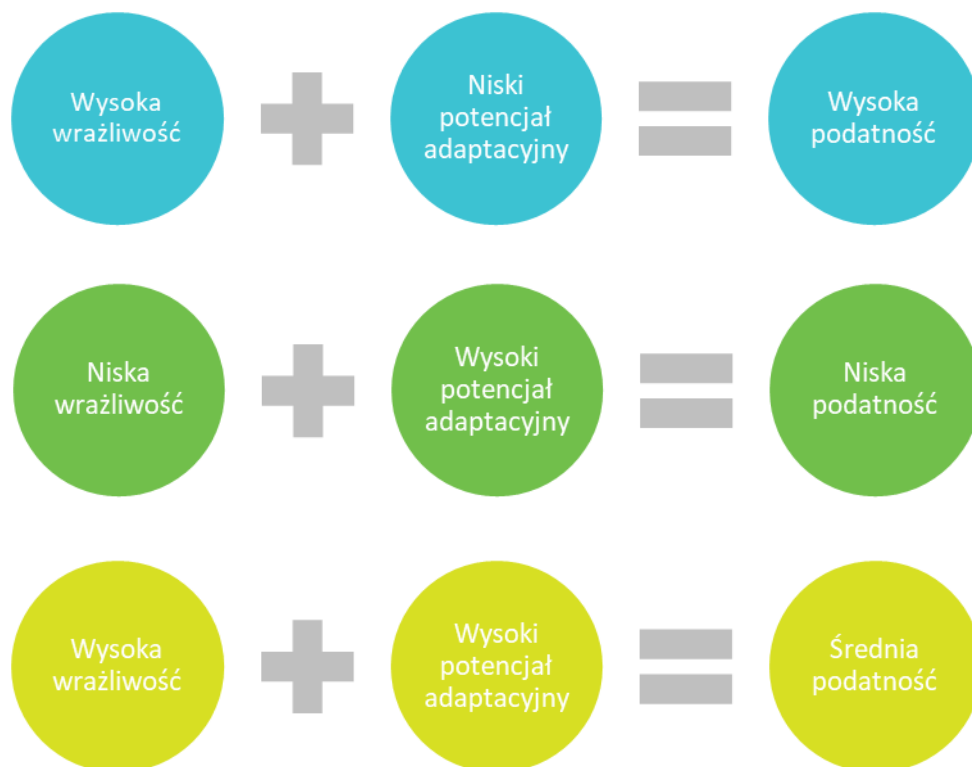 Wysoka
wrażliwość
Niski
potencjał
adaptacyjny
Wysoka
podatność
Niska
wrażliwość
Wysoki
potencjał
adaptacyjny
Niska
podatność
Wysoka
wrażliwość
Wysoki
potencjał
adaptacyjny
Średnia
podatność